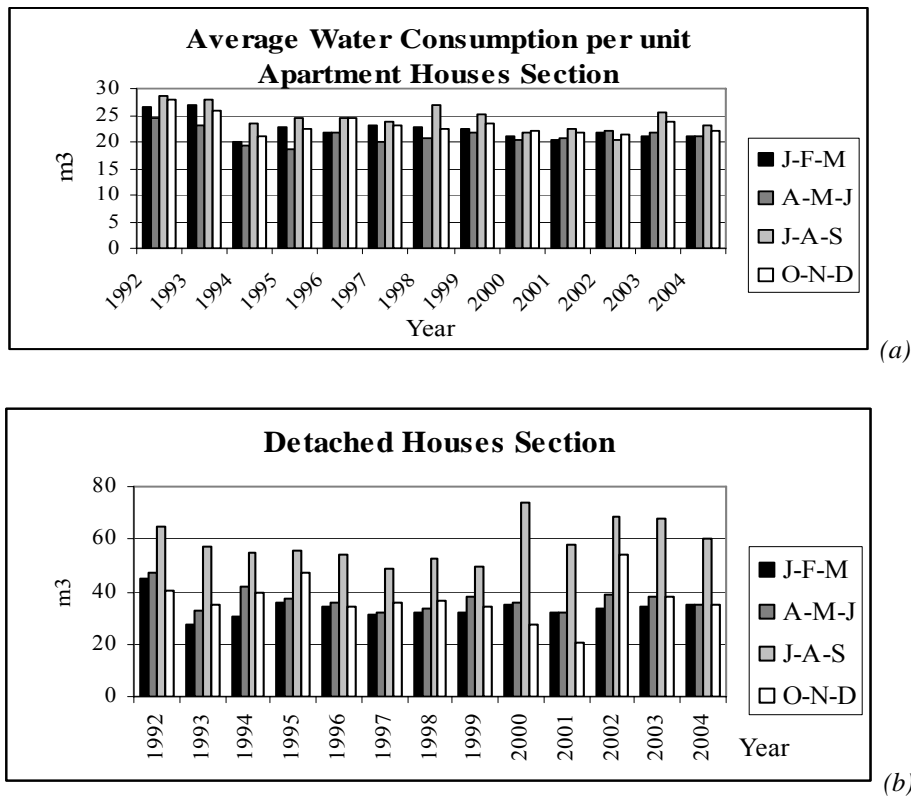 Average Water Consumption per unit
Apartment Houses Section
30
25
20
15
10
5
0
m3
1992
1993
1994
1995
1996
1997
1998
1999
2000
2001
2002
2003
2004
Year
J-F-M
A-M-J
J-A-S
O-N-D
(a)
Detached Houses Section
80
60
40
20
0
m3
1992
1993
1994
1995
1996
1997
1998
1999
2000
2001
2002
2003
2004
Year
J-F-M
A-M-J
J-A-S
O-N-D
(b)